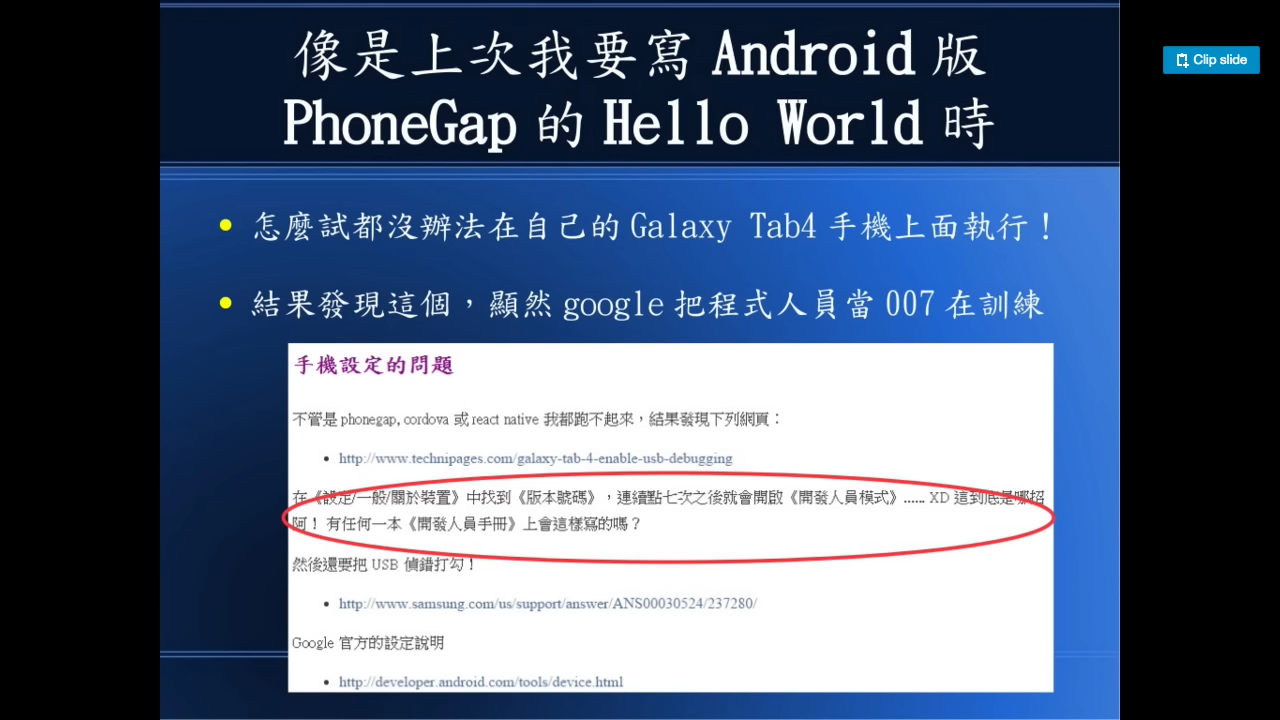 像是上次我要寫 Android 版
PhoneGap 的 Hello World 時
Clip slide
• 怎麼試都沒辦法在自己的 Galaxy Tab4 手機上面執行！
• 結果發現這個，顯然 google 把程式人員當 007 在訓練
手機設定的問題
不管是 phonegap, cordova 或 react native 我都跑不起來，結果發現下列網頁：
• http://www.technipages.com/galaxy-tab-4-enable-usb-debugging
在《設定/一般/關於裝置》中找到《版本號碼》，連續點七次之後就會開啟《開發人員模式》...... XD 這到底是哪招
阿！ 有任何一本《開發人員手冊》上會這樣寫的嗎？
然後還要把 USB 偵錯打勾！
• http://www.samsung.com/us/support/answer/ANS00030524/237280/
Google 官方的設定說明
• http://developer.android.com/tools/device.html